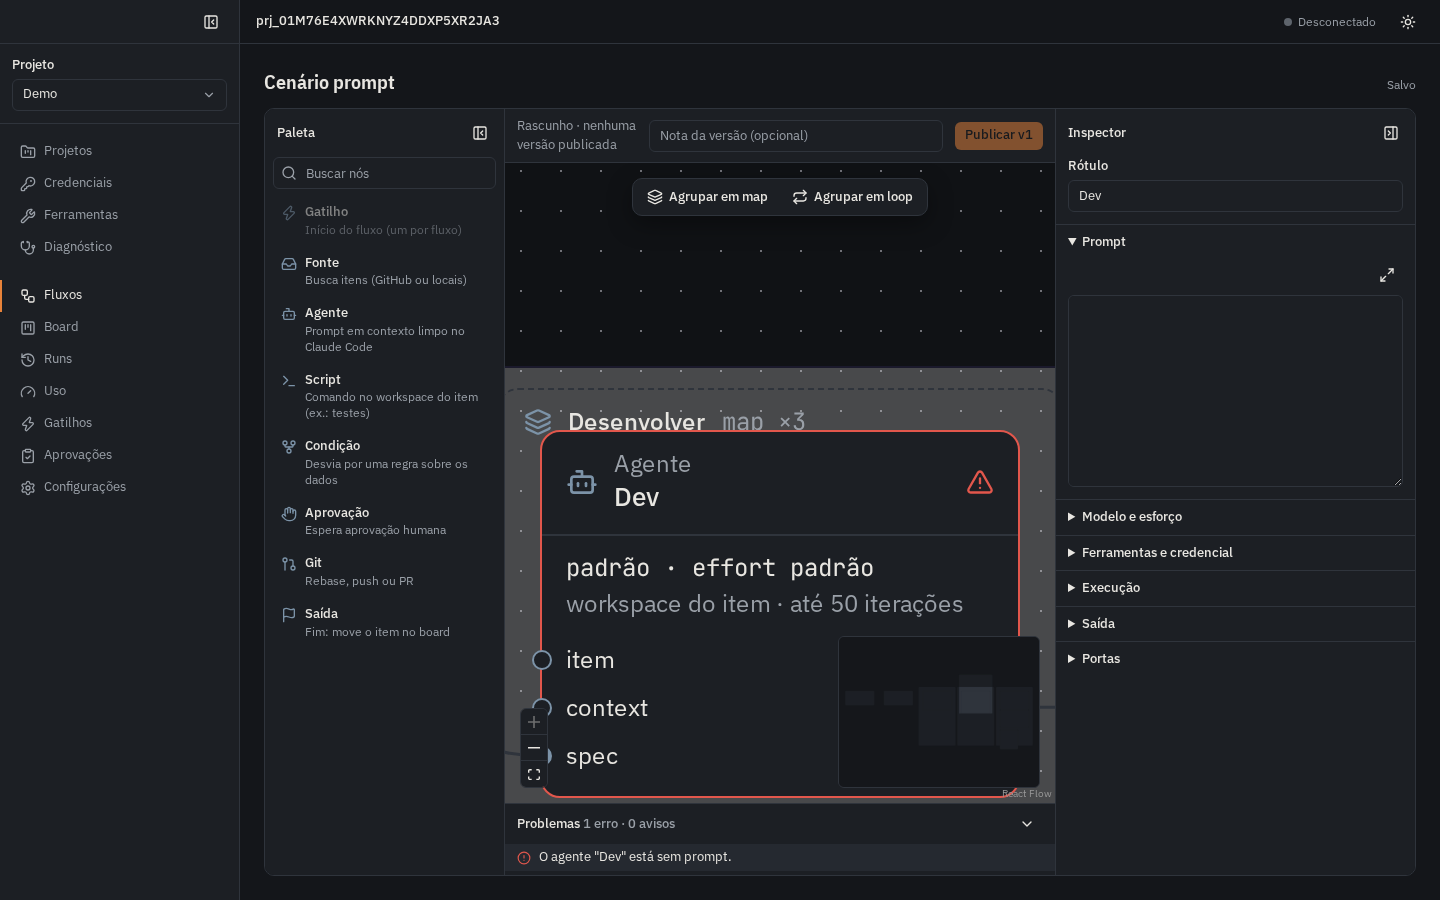 prj_01M76E4XWRKNYZ4DDXP5XR2JA3
Desconectado
Projeto
Demo
Projetos
Credenciais
Ferramentas
Diagnóstico
Fluxos
Board
Runs
Uso
Gatilhos
Aprovações
Configurações
Cenário prompt
Salvo
Paleta
Buscar nós
Gatilho
Início do fluxo (um por fluxo)
Fonte
Busca itens (GitHub ou locais)
Agente
Prompt em contexto limpo no
Claude Code
Script
Comando no workspace do item
(ex.: testes)
Condição
Desvia por uma regra sobre os
dados
Aprovação
Espera aprovação humana
Git
Rebase, push ou PR
Saída
Fim: move o item no board
Rascunho · nenhuma
versão publicada
Nota da versão (opcional)
Publicar v1
Agrupar em map
Agrupar em loop
Desenvolver map ×3
Agente
Dev
padrão · effort padrão
workspace do item · até 50 iterações
item
context
spec
React Flow
Problemas 1 erro · 0 avisos
O agente "Dev" está sem prompt.
Inspector
Rótulo
Dev
Prompt
Modelo e esforço
Ferramentas e credencial
Execução
Saída
Portas